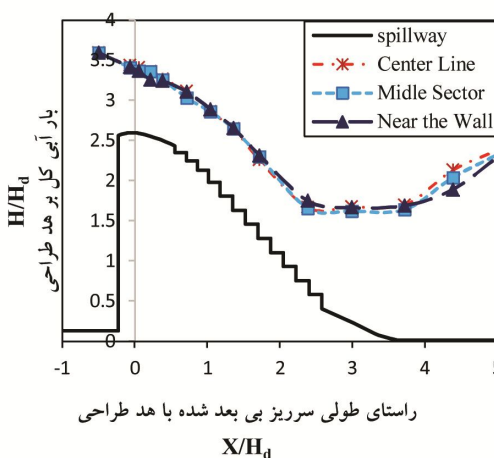 بار آبی کل بر هد طراحی
H/Hd
4
3.5
3
2.5
2
1.5
1
0.5
0
-1 0 1 2 3 4 5
spillway
Center Line
Midle Sector
Near the Wall
راستای طولی سرریز بی بعد شده با هد طراحی
X/Hd